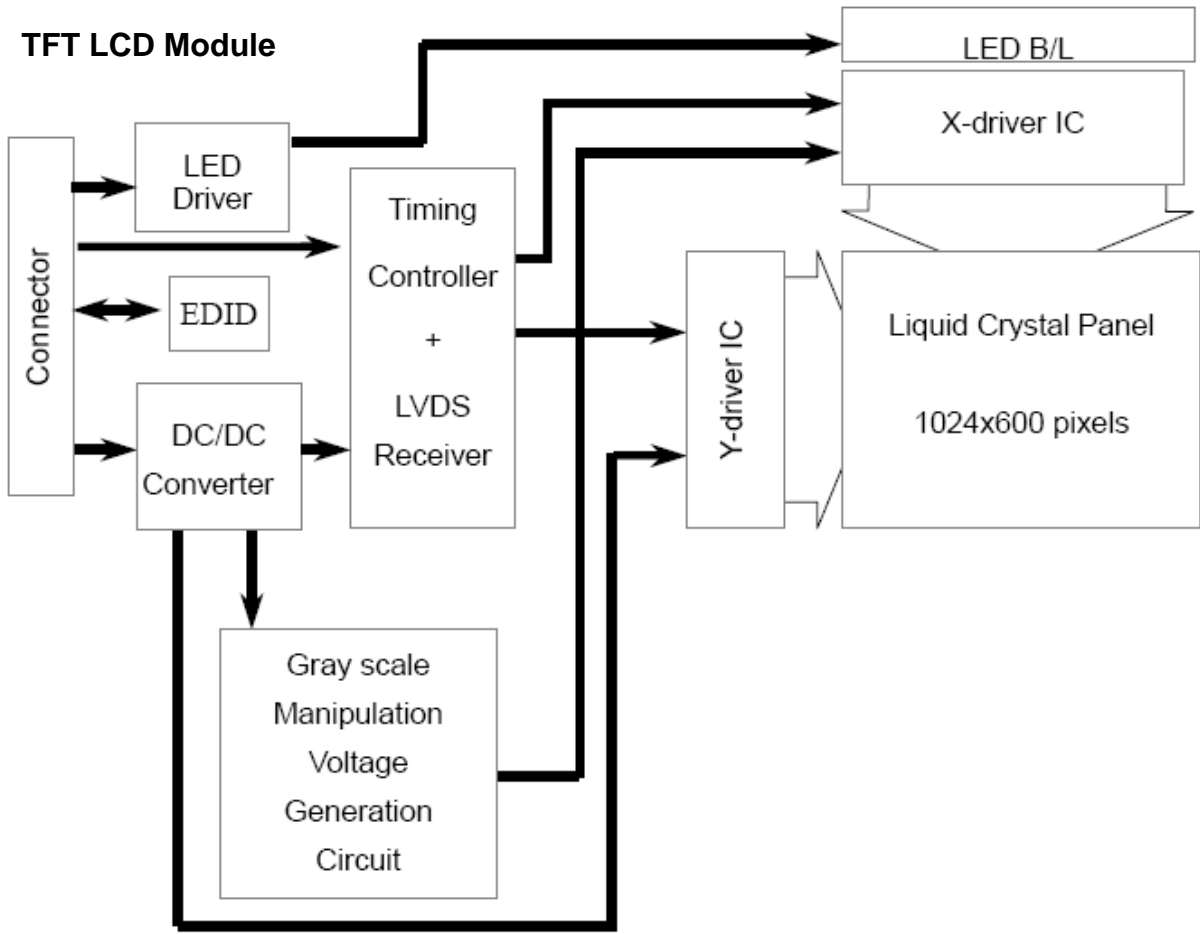 TFT LCD Module
LED B/L
X-driver IC
LED
Driver
Timing
Controller
+
LVDS
Receiver
Connector
EDID
DC/DC
Converter
Y-driver IC
Liquid Crystal Panel
1024x600 pixels
Gray scale
Manipulation
Voltage
Generation
Circuit